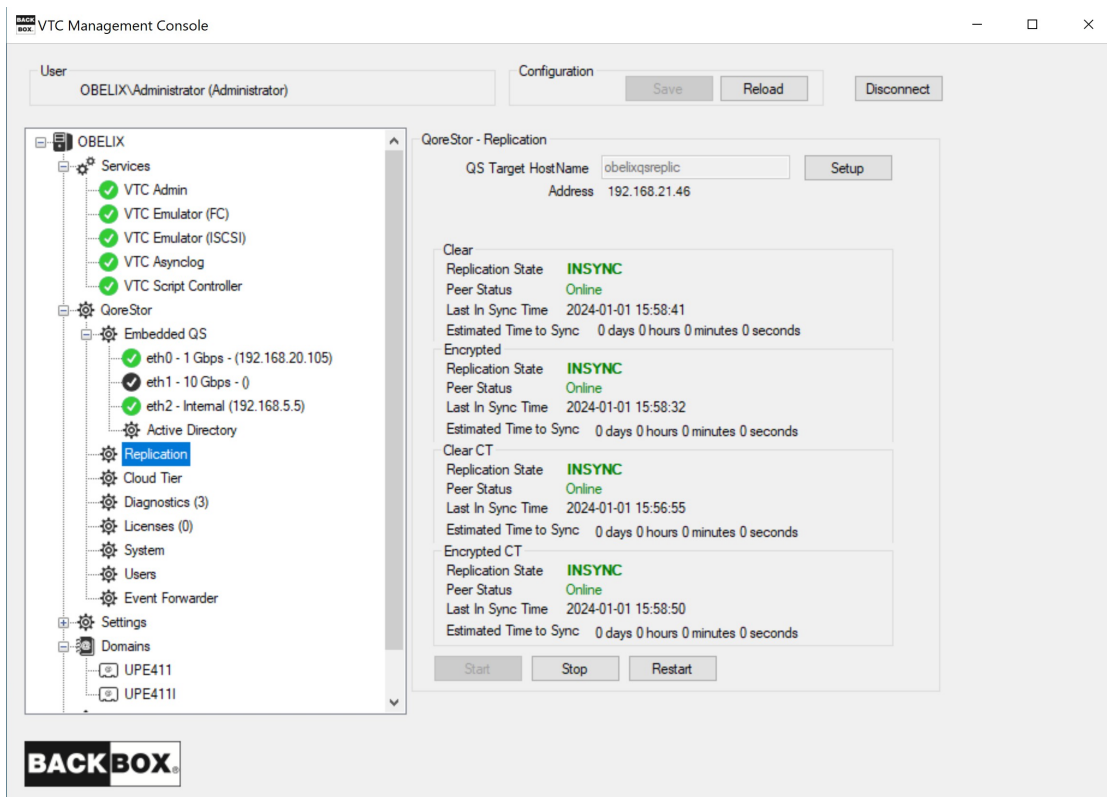 BACK BOX. VTC Management Console
User
OBELIX\Administrator (Administrator)
Configuration
Save Reload Disconnect
OBELIX
Services
VTC Admin
VTC Emulator (FC)
VTC Emulator (ISCSI)
VTC Asynclog
VTC Script Controller
QoreStor
Embedded QS
eth0 - 1 Gbps - (192.168.20.105)
eth1 - 10 Gbps - ()
eth2 - Internal (192.168.5.5)
Active Directory
Replication
Cloud Tier
Diagnostics (3)
Licenses (0)
System
Users
Event Forwarder
Settings
Domains
UPE411
UPE411I
QoreStor - Replication
QS Target HostName obelixqsreplic Setup
Address 192.168.21.46
Clear
Replication State INSYNC
Peer Status Online
Last In Sync Time 2024-01-01 15:58:41
Estimated Time to Sync 0 days 0 hours 0 minutes 0 seconds
Encrypted
Replication State INSYNC
Peer Status Online
Last In Sync Time 2024-01-01 15:58:32
Estimated Time to Sync 0 days 0 hours 0 minutes 0 seconds
Clear CT
Replication State INSYNC
Peer Status Online
Last In Sync Time 2024-01-01 15:56:55
Estimated Time to Sync 0 days 0 hours 0 minutes 0 seconds
Encrypted CT
Replication State INSYNC
Peer Status Online
Last In Sync Time 2024-01-01 15:58:50
Estimated Time to Sync 0 days 0 hours 0 minutes 0 seconds
Start Stop Restart
BACKBOX®